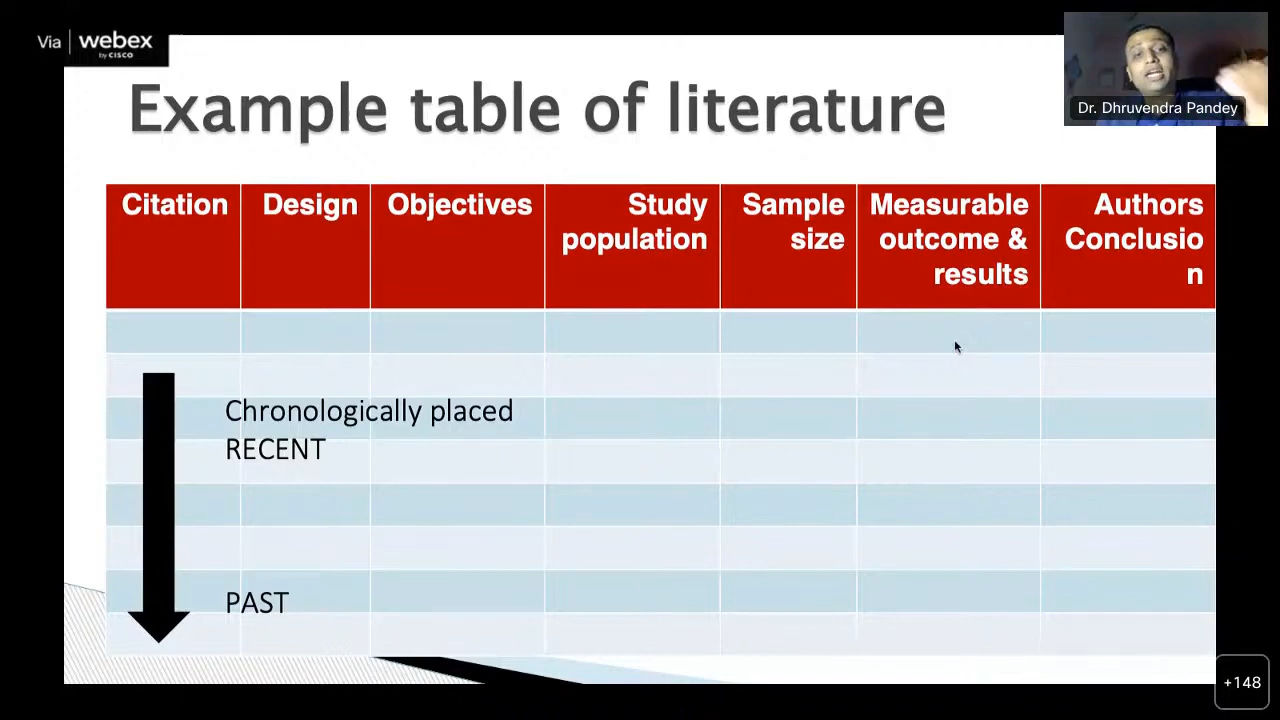 Via webex
by CISCO
Example table of literature
Dr. Dhruvendra Pandey
Citation
Design
Objectives
Study
population
Sample
size
Measurable
outcome &
results
Authors
Conclusio
n
Chronologically placed
RECENT
PAST
+148